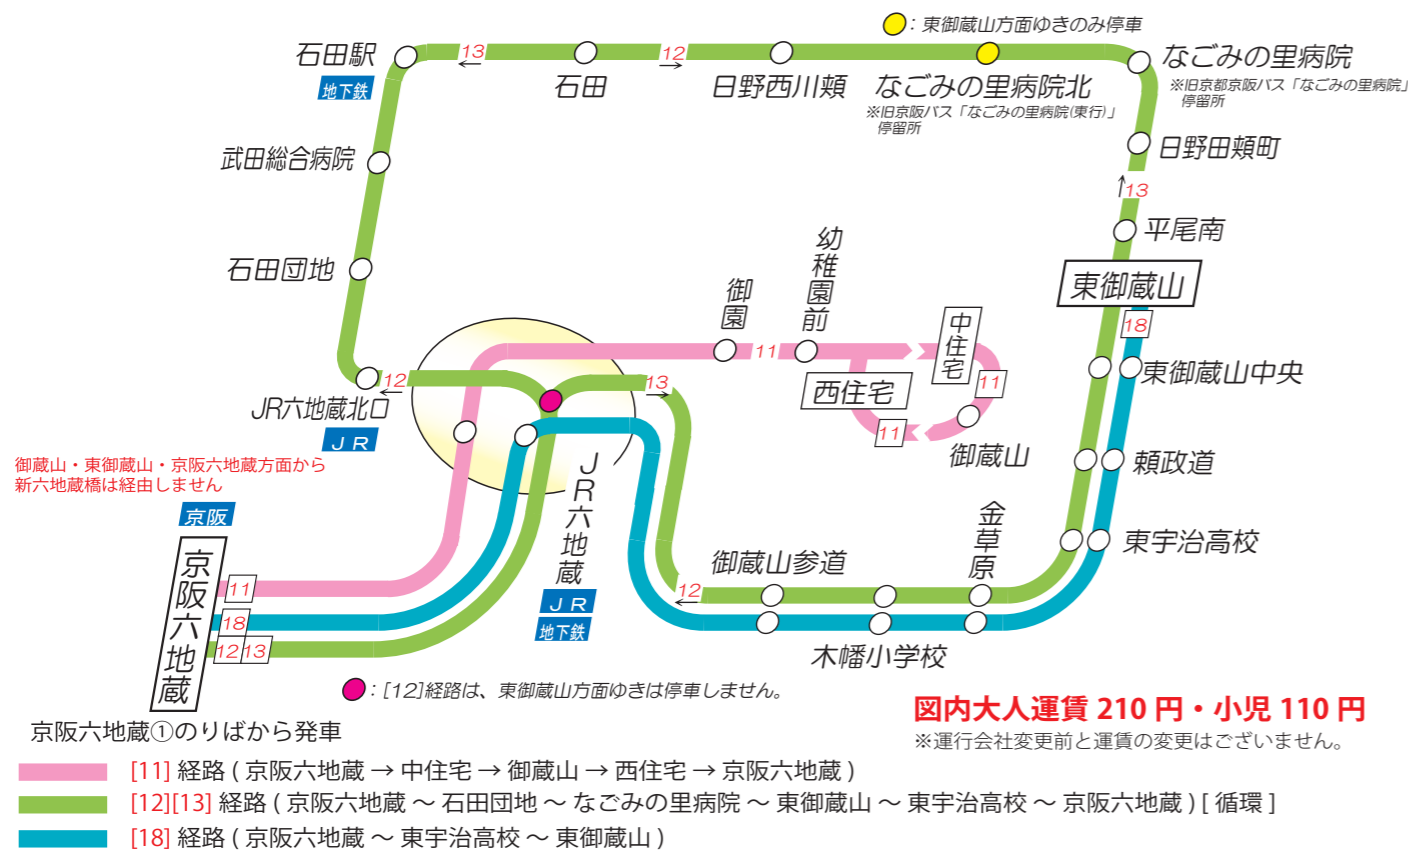 ：東御蔵山方面ゆきのみ停車
石田駅
地下鉄
13
石田
12
日野西川頬
なごみの里病院北
※旧京阪バス「なごみの里病院(東行)」
停留所
なごみの里病院
※旧京都京阪バス「なごみの里病院」
停留所
武田総合病院
日野田頬町
13
平尾南
石田団地
東御蔵山
18
幼稚園前
御園
中住宅
11
11
西住宅
11
御蔵山
東御蔵山中央
12
13
JR六地蔵北口
ＪＲ
御蔵山・東御蔵山・京阪六地蔵方面から
新六地蔵橋は経由しません
京阪
京阪六地蔵
11
18
12
13
JR六地蔵
ＪＲ
地下鉄
頼政道
東宇治高校
金草原
御蔵山参道
12
木幡小学校
：[12]経路は、東御蔵山方面ゆきは停車しません。
図内大人運賃 210 円・小児 110 円
※運行会社変更前と運賃の変更はございません。
京阪六地蔵①のりばから発車
[11] 経路 ( 京阪六地蔵 → 中住宅 → 御蔵山 → 西住宅 → 京阪六地蔵 )
[12][13] 経路 ( 京阪六地蔵 ～ 石田団地 ～ なごみの里病院 ～ 東御蔵山 ～ 東宇治高校 ～ 京阪六地蔵 ) [ 循環 ]
[18] 経路 ( 京阪六地蔵 ～ 東宇治高校 ～ 東御蔵山 )